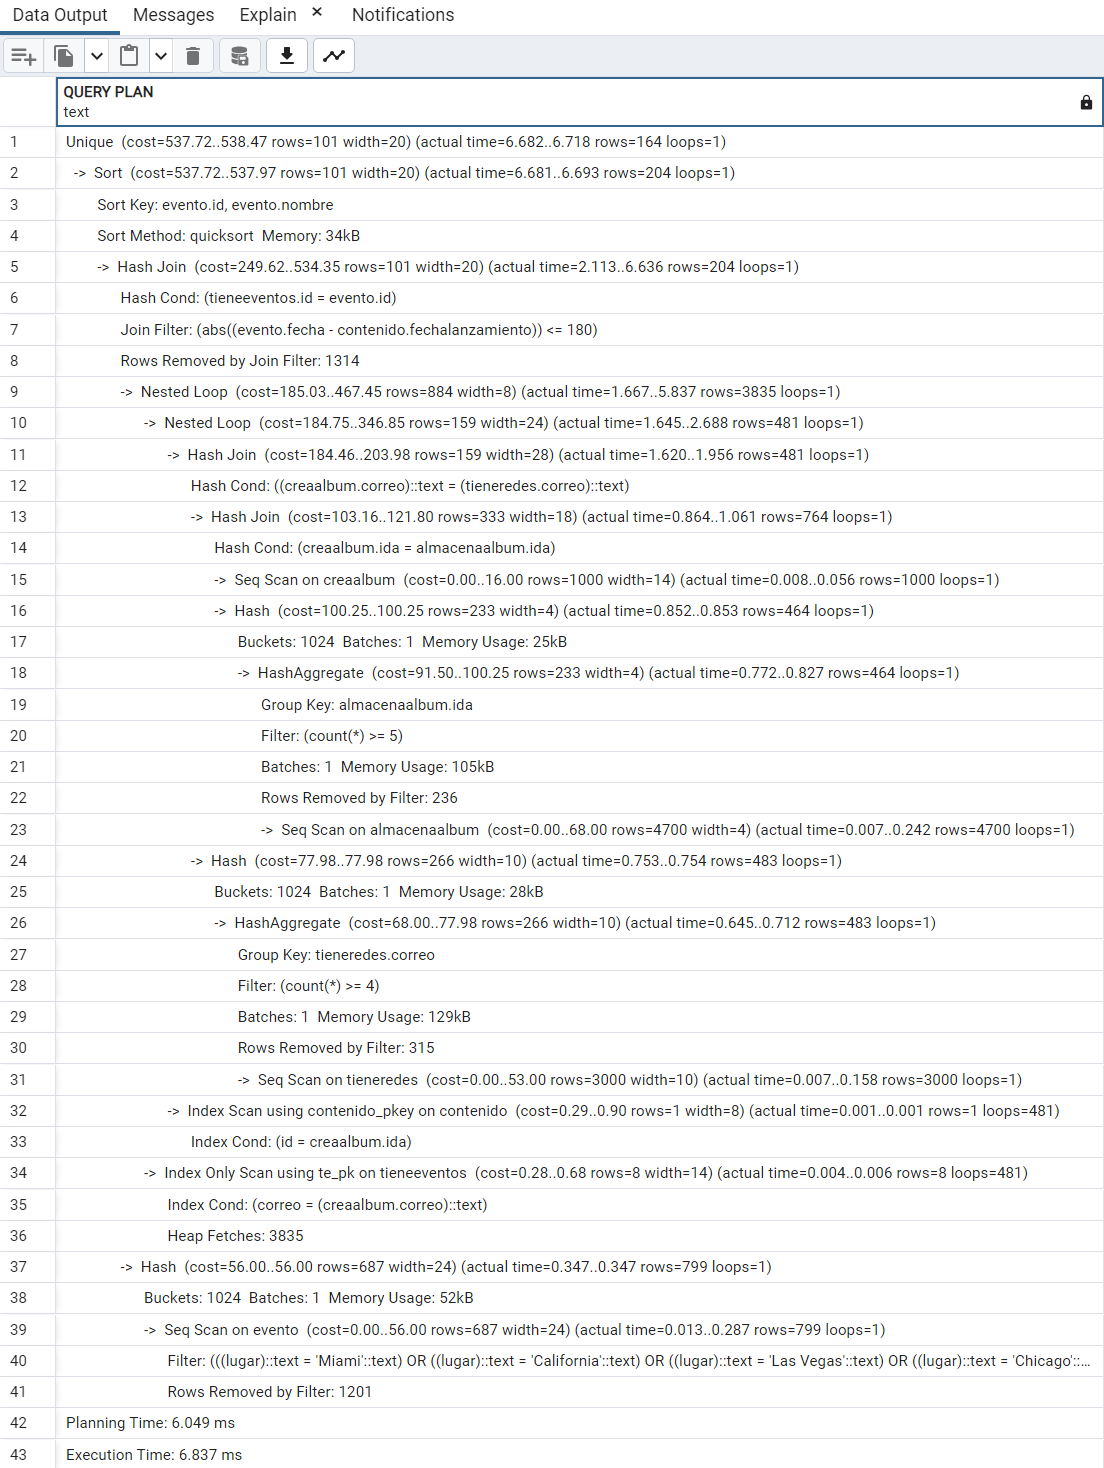 Data Output Messages Explain × Notifications
QUERY PLAN
text
1 Unique (cost=537.72..538.47 rows=101 width=20) (actual time=6.682..6.718 rows=164 loops=1)
2 -> Sort (cost=537.72..537.97 rows=101 width=20) (actual time=6.681..6.693 rows=204 loops=1)
3 Sort Key: evento.id, evento.nombre
4 Sort Method: quicksort Memory: 34kB
5 -> Hash Join (cost=249.62..534.35 rows=101 width=20) (actual time=2.113..6.636 rows=204 loops=1)
6 Hash Cond: (tieneeventos.id = evento.id)
7 Join Filter: (abs((evento.fecha - contenido.fechalanzamiento)) <= 180)
8 Rows Removed by Join Filter: 1314
9 -> Nested Loop (cost=185.03..467.45 rows=884 width=8) (actual time=1.667..5.837 rows=3835 loops=1)
10 -> Nested Loop (cost=184.75..346.85 rows=159 width=24) (actual time=1.645..2.688 rows=481 loops=1)
11 -> Hash Join (cost=184.46..203.98 rows=159 width=28) (actual time=1.620..1.956 rows=481 loops=1)
12 Hash Cond: ((creaalbum.correo)::text = (tieneredes.correo)::text)
13 -> Hash Join (cost=103.16..121.80 rows=333 width=18) (actual time=0.864..1.061 rows=764 loops=1)
14 Hash Cond: (creaalbum.ida = almacenaalbum.ida)
15 -> Seq Scan on creaalbum (cost=0.00..16.00 rows=1000 width=14) (actual time=0.008..0.056 rows=1000 loops=1)
16 -> Hash (cost=100.25..100.25 rows=233 width=4) (actual time=0.852..0.853 rows=464 loops=1)
17 Buckets: 1024 Batches: 1 Memory Usage: 25kB
18 -> HashAggregate (cost=91.50..100.25 rows=233 width=4) (actual time=0.772..0.827 rows=464 loops=1)
19 Group Key: almacenaalbum.ida
20 Filter: (count(*) >= 5)
21 Batches: 1 Memory Usage: 105kB
22 Rows Removed by Filter: 236
23 -> Seq Scan on almacenaalbum (cost=0.00..68.00 rows=4700 width=4) (actual time=0.007..0.242 rows=4700 loops=1)
24 -> Hash (cost=77.98..77.98 rows=266 width=10) (actual time=0.753..0.754 rows=483 loops=1)
25 Buckets: 1024 Batches: 1 Memory Usage: 28kB
26 -> HashAggregate (cost=68.00..77.98 rows=266 width=10) (actual time=0.645..0.712 rows=483 loops=1)
27 Group Key: tieneredes.correo
28 Filter: (count(*) >= 4)
29 Batches: 1 Memory Usage: 129kB
30 Rows Removed by Filter: 315
31 -> Seq Scan on tieneredes (cost=0.00..53.00 rows=3000 width=10) (actual time=0.007..0.158 rows=3000 loops=1)
32 -> Index Scan using contenido_pkey on contenido (cost=0.29..0.90 rows=1 width=8) (actual time=0.001..0.001 rows=1 loops=481)
33 Index Cond: (id = creaalbum.ida)
34 -> Index Only Scan using te_pk on tieneeventos (cost=0.28..0.68 rows=8 width=14) (actual time=0.004..0.006 rows=8 loops=481)
35 Index Cond: (correo = (creaalbum.correo)::text)
36 Heap Fetches: 3835
37 -> Hash (cost=56.00..56.00 rows=687 width=24) (actual time=0.347..0.347 rows=799 loops=1)
38 Buckets: 1024 Batches: 1 Memory Usage: 52kB
39 -> Seq Scan on evento (cost=0.00..56.00 rows=687 width=24) (actual time=0.013..0.287 rows=799 loops=1)
40 Filter: (((lugar)::text = 'Miami'::text) OR ((lugar)::text = 'California'::text) OR ((lugar)::text = 'Las Vegas'::text) OR ((lugar)::text = 'Chicago'::...
41 Rows Removed by Filter: 1201
42 Planning Time: 6.049 ms
43 Execution Time: 6.837 ms